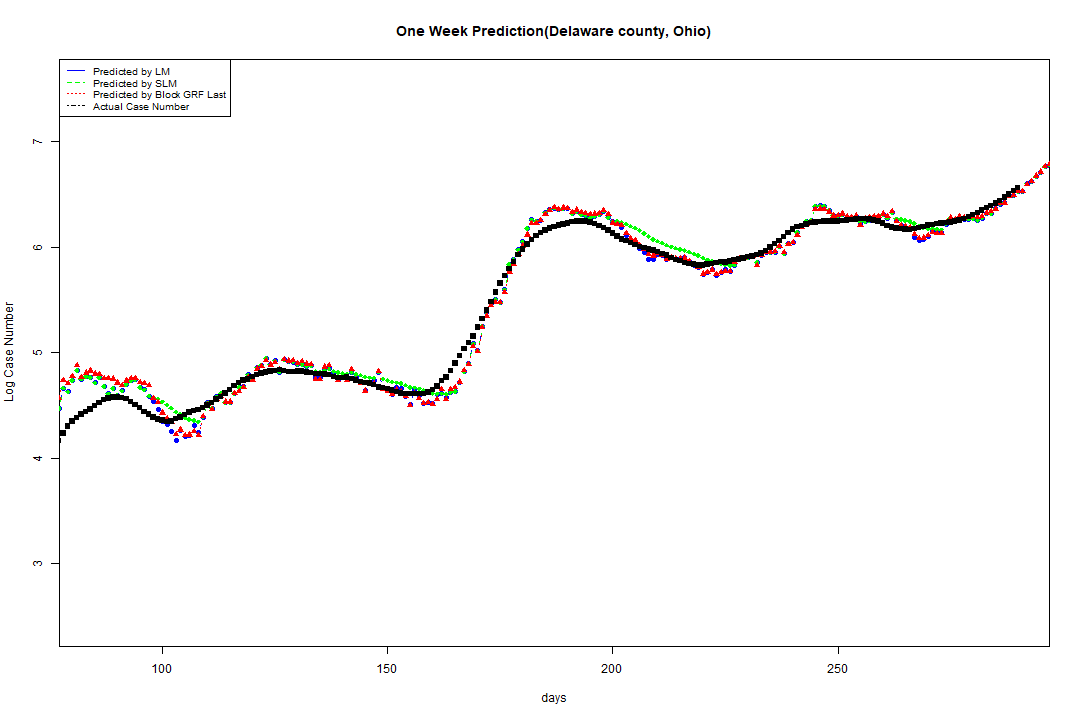 One Week Prediction(Delaware county, Ohio)
Predicted by LM
Predicted by SLM
Predicted by Block GRF Last
Actual Case Number
7
6
5
4
3
Log Case Number
100 150 200 250
days